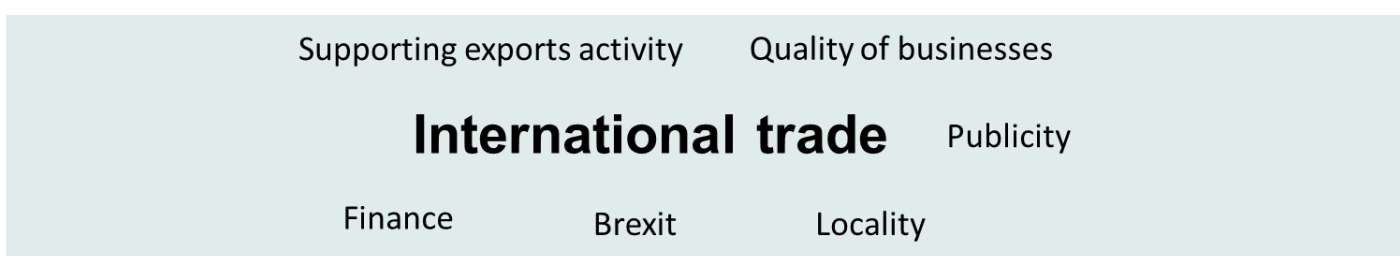 Supporting exports activity Quality of businesses
International trade Publicity
Finance Brexit Locality